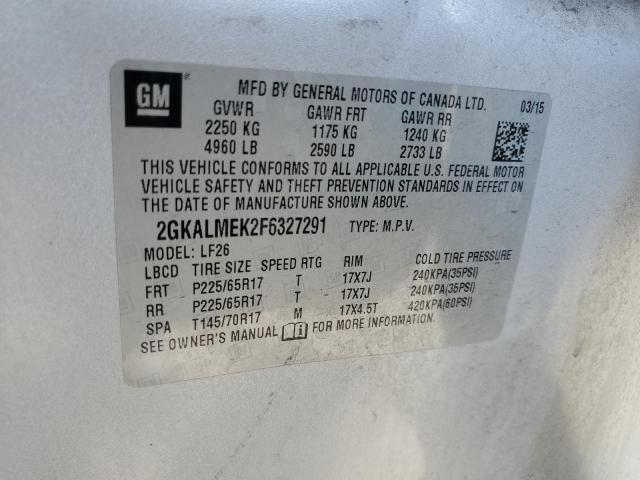 GM
MFD BY GENERAL MOTORS OF CANADA LTD. 03/15
GVWR GAWR FRT GAWR RR
2250 KG 1175 KG 1240 KG
4960 LB 2590 LB 2733 LB
THIS VEHICLE CONFORMS TO ALL APPLICABLE U.S. FEDERAL MOTOR
VEHICLE SAFETY AND THEFT PREVENTION STANDARDS IN EFFECT ON
THE DATE OF MANUFACTURE SHOWN ABOVE.
2GKALMEK2F6327291 TYPE: M.P.V.
MODEL: LF26
LBCD TIRE SIZE SPEED RTG RIM COLD TIRE PRESSURE
FRT P225/65R17 T 17X7J 240KPA(35PSI)
RR P225/65R17 T 17X7J 240KPA(35PSI)
SPA T145/70R17 M 17X4.5T 420KPA(60PSI)
SEE OWNER'S MANUAL FOR MORE INFORMATION.